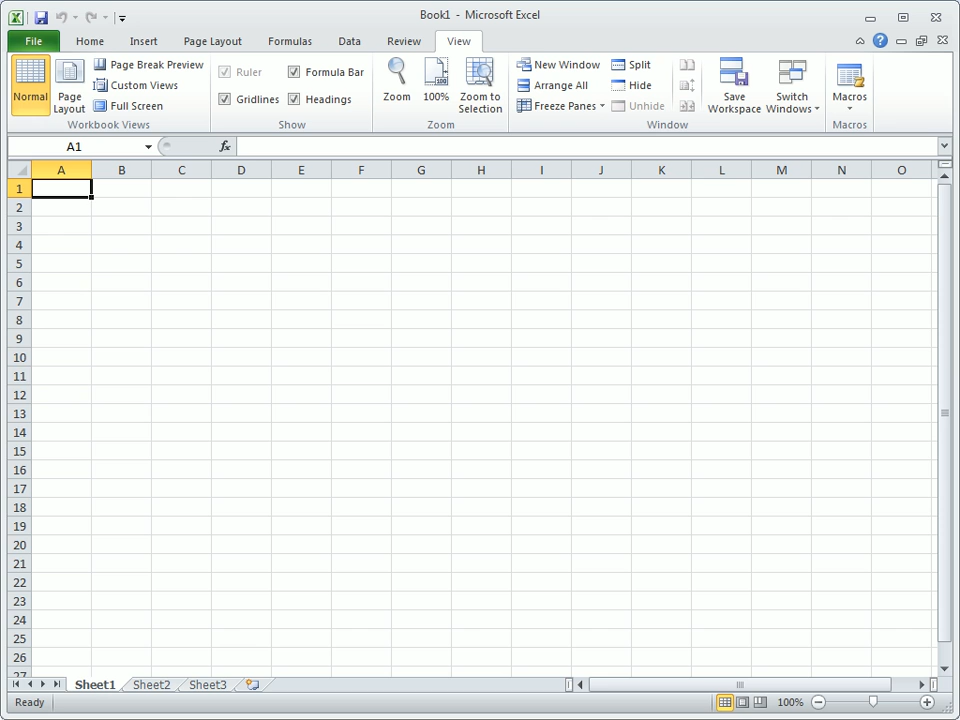 Book1 - Microsoft Excel
File Home Insert Page Layout Formulas Data Review View
Normal
Page Layout
Page Break Preview
Custom Views
Full Screen
Workbook Views
Ruler
Formula Bar
Gridlines
Headings
Show
Zoom
100%
Zoom to Selection
Zoom
New Window
Arrange All
Freeze Panes
Split
Hide
Unhide
Save Workspace
Switch Windows
Window
Macros
Macros
A1 fx
A B C D E F G H I J K L M N O
1
2
3
4
5
6
7
8
9
10
11
12
13
14
15
16
17
18
19
20
21
22
23
24
25
26
27
Sheet1 Sheet2 Sheet3
Ready 100%